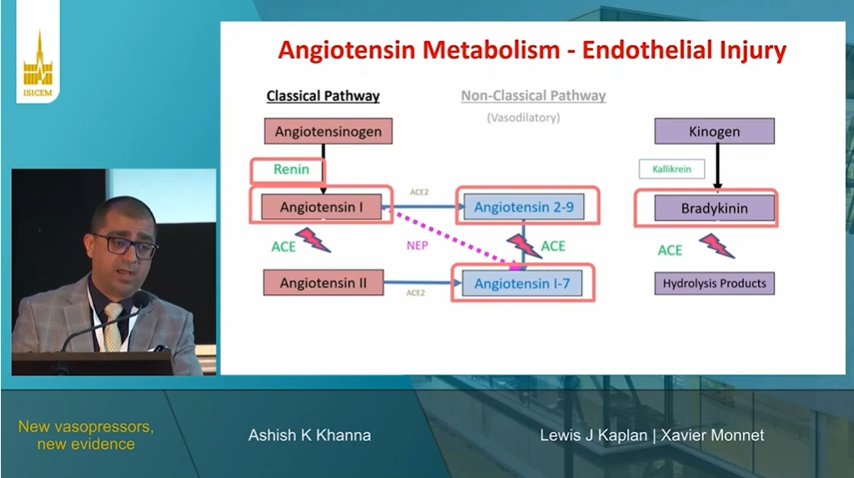 ISICEM
Angiotensin Metabolism - Endothelial Injury
Classical Pathway
Non-Classical Pathway
(Vasodilatory)
Angiotensinogen
Kinogen
Renin
Kallikrein
ACE2
Angiotensin I
Angiotensin 2-9
Bradykinin
ACE
NEP
ACE
ACE
Angiotensin II
ACE2
Angiotensin I-7
Hydrolysis Products
New vasopressors,
new evidence
Ashish K Khanna
Lewis J Kaplan | Xavier Monnet